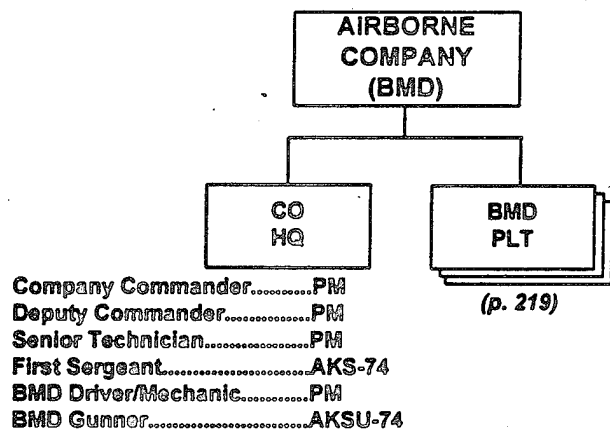 AIRBORNE
COMPANY
(BMD)
CO
HQ
BMD
PLT
(p. 219)
Company Commander...........PM
Deputy Commander..............PM
Senior Technician.................PM
First Sergeant........................AKS-74
BMD Driver/Mechanic...........PM
BMD Gunner..........................AKSU-74